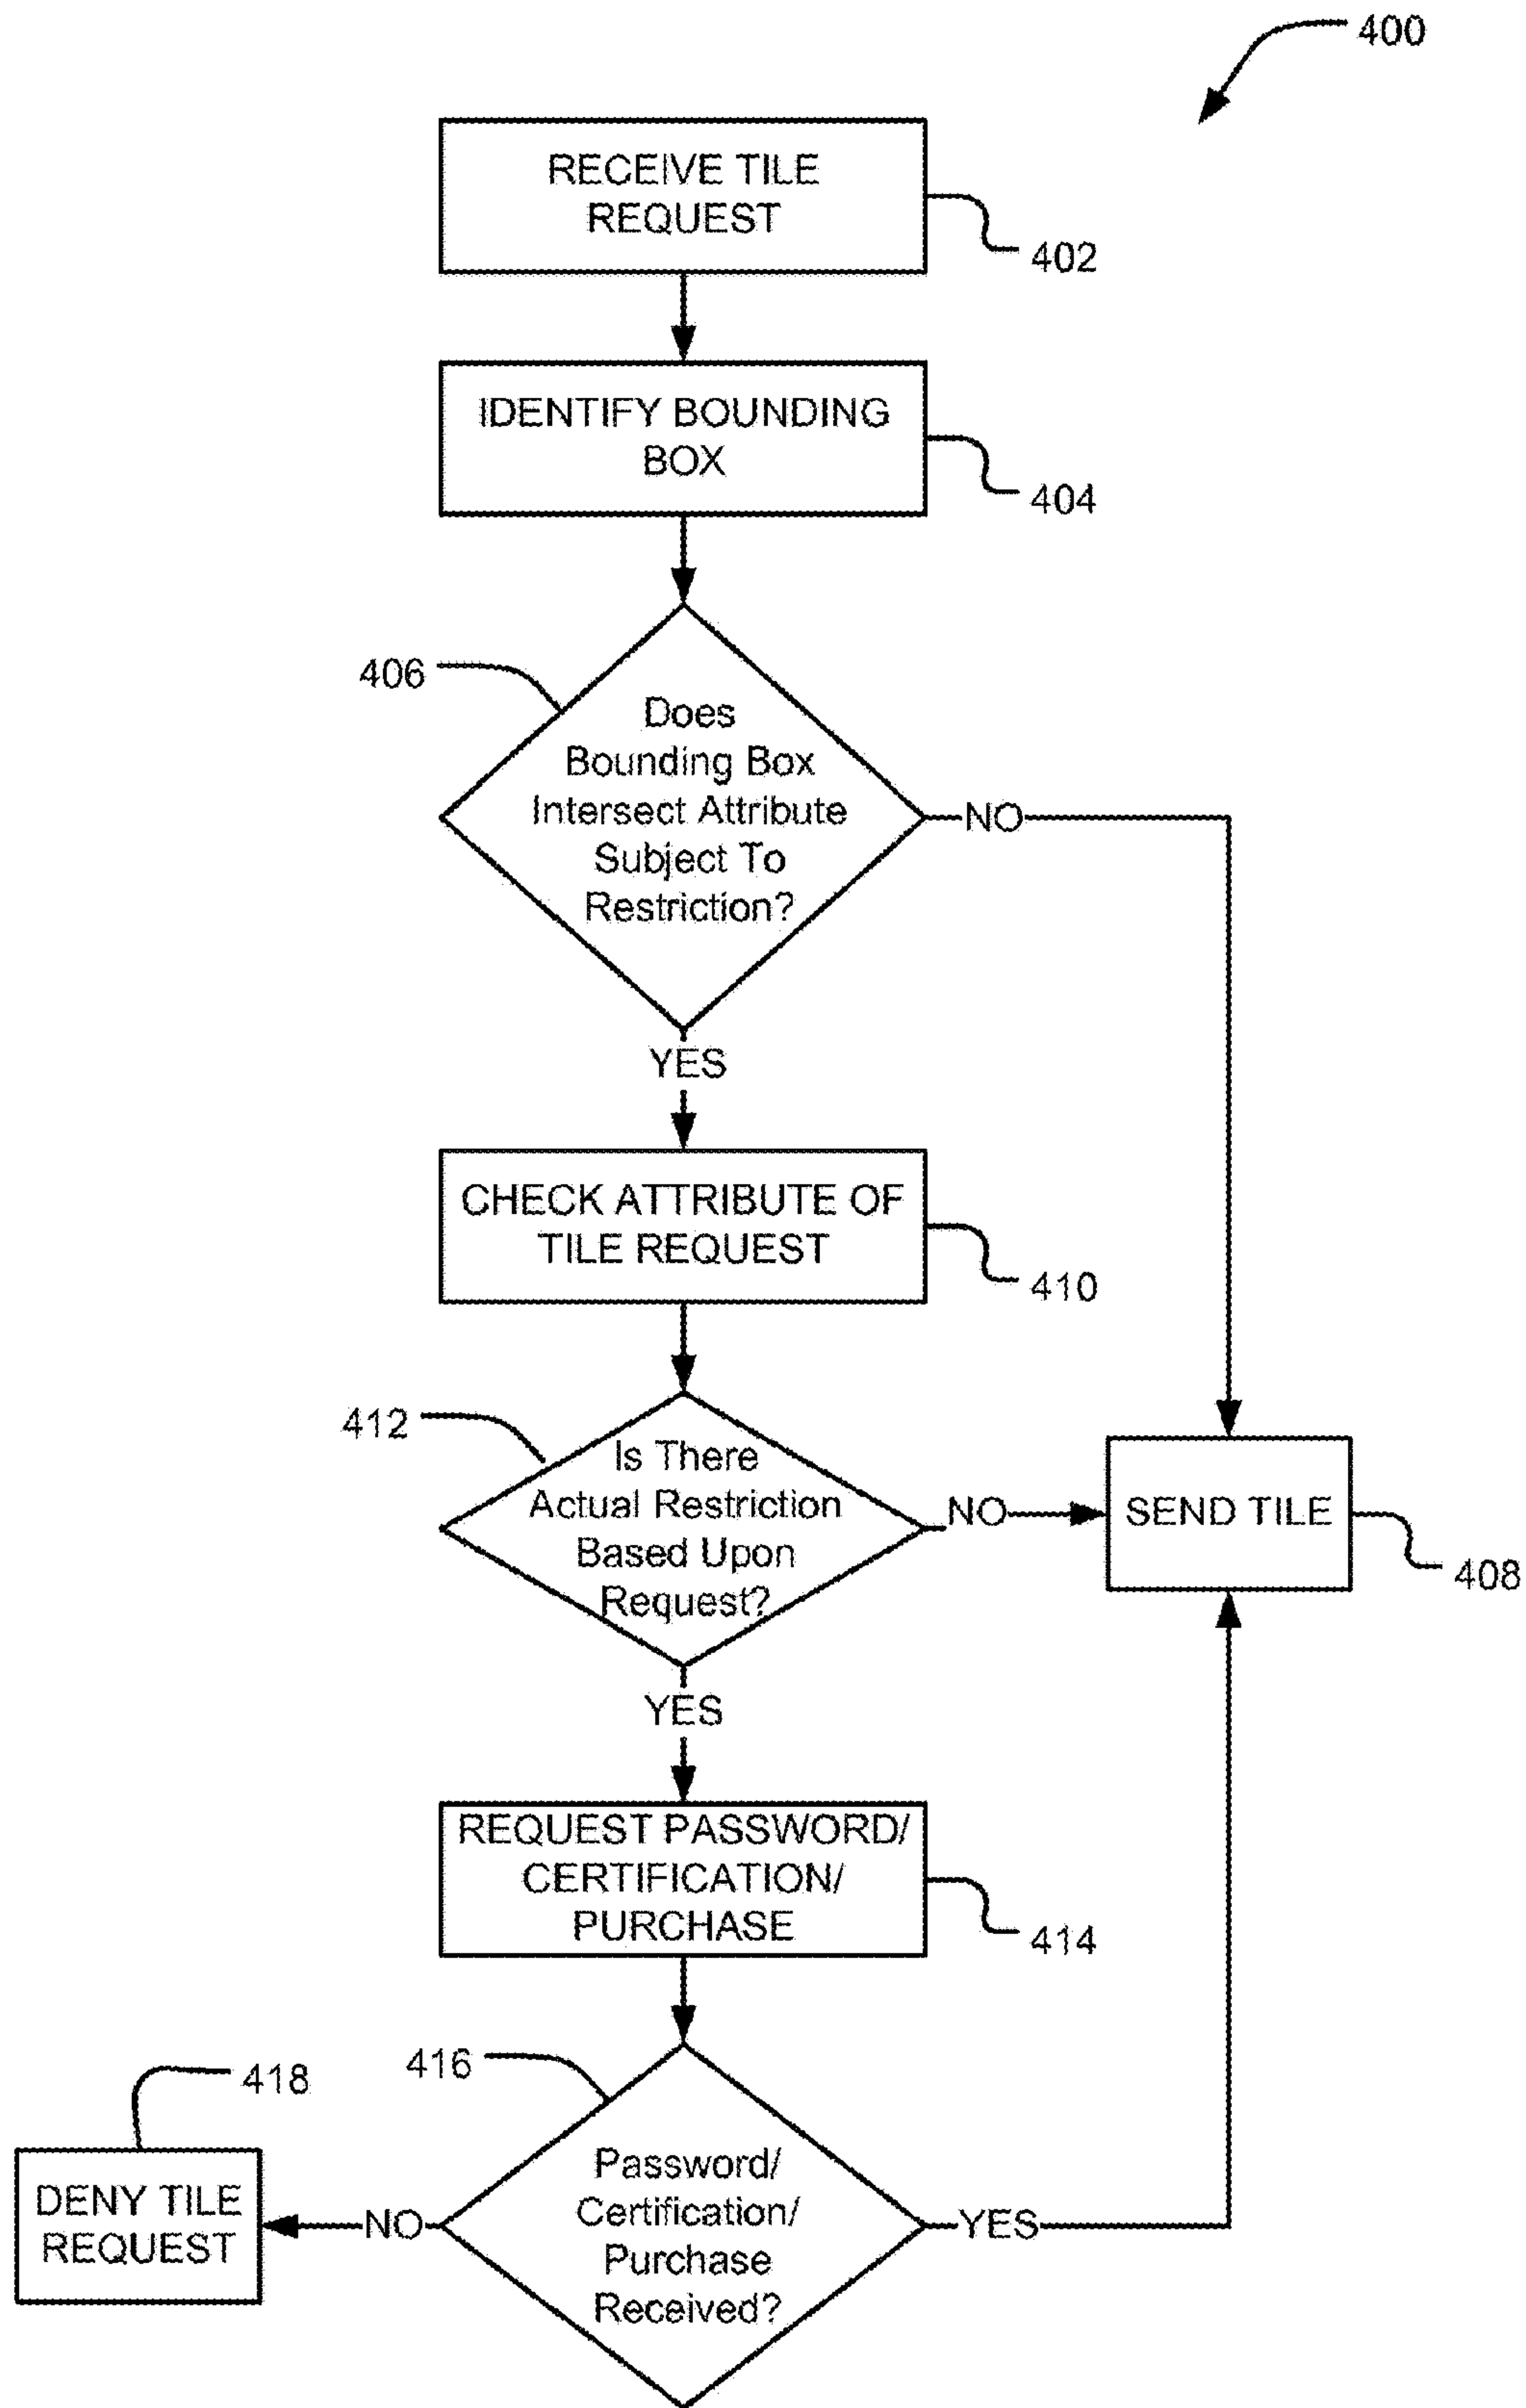 400
RECEIVE TILE
REQUEST
402
IDENTIFY BOUNDING
BOX
404
406
Does
Bounding Box
Intersect Attribute
Subject To
Restriction?
NO
YES
CHECK ATTRIBUTE OF
TILE REQUEST
410
412
Is There
Actual Restriction
Based Upon
Request?
NO
SEND TILE
408
YES
REQUEST PASSWORD/
CERTIFICATION/
PURCHASE
414
416
418
Password/
Certification/
Purchase
Received?
DENY TILE
REQUEST
NO
YES